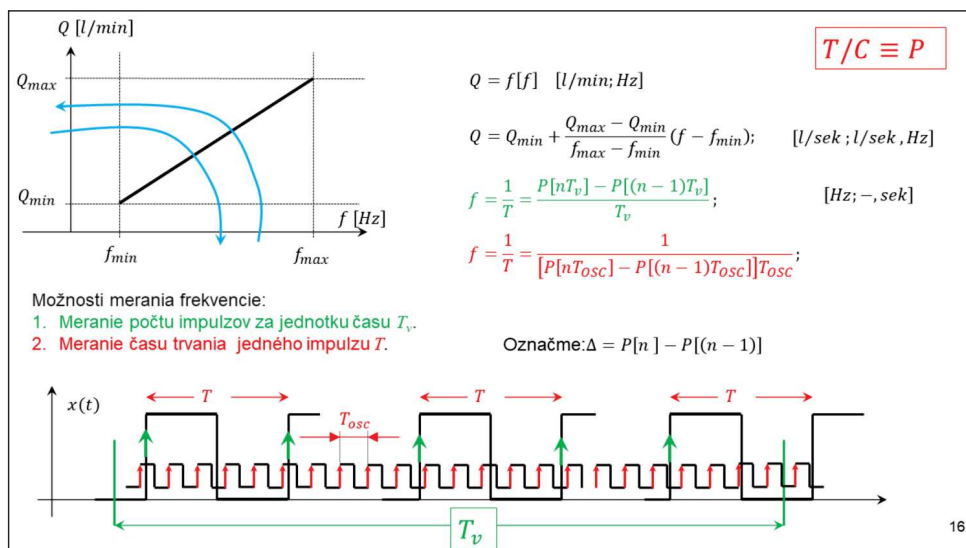 Q [l/min]
T/C ≡ P
Q_max
Q = f[f]   [l/min; Hz]
Q = Q_min + (Q_max − Q_min)/(f_max − f_min) (f − f_min);   [l/sek ; l/sek , Hz]
Q_min
f = 1/T = (P[nT_v] − P[(n − 1)T_v])/T_v ;   [Hz; −, sek]
f [Hz]
f_min   f_max
f = 1/T = 1/([P[nT_OSC] − P[(n − 1)T_OSC]]T_OSC) ;
Možnosti merania frekvencie:
1. Meranie počtu impulzov za jednotku času T_v.
2. Meranie času trvania jedného impulzu T.
Označme:Δ = P[n ] − P[(n − 1)]
x(t)
T   T   T
T_osc
T_v
16